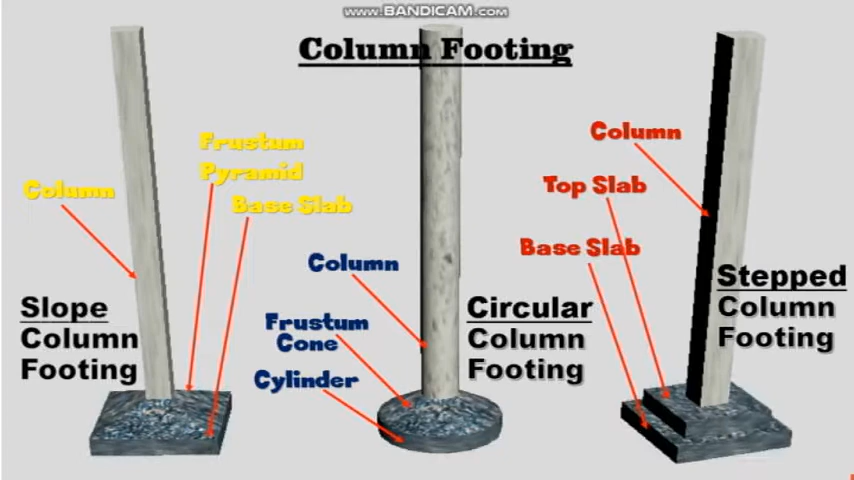 www.BANDICAM.com
Column Footing
Column
Frustum
Pyramid
Base Slab
Slope
Column
Footing
Column
Frustum
Cone
Cylinder
Circular
Column
Footing
Column
Top Slab
Base Slab
Stepped
Column
Footing